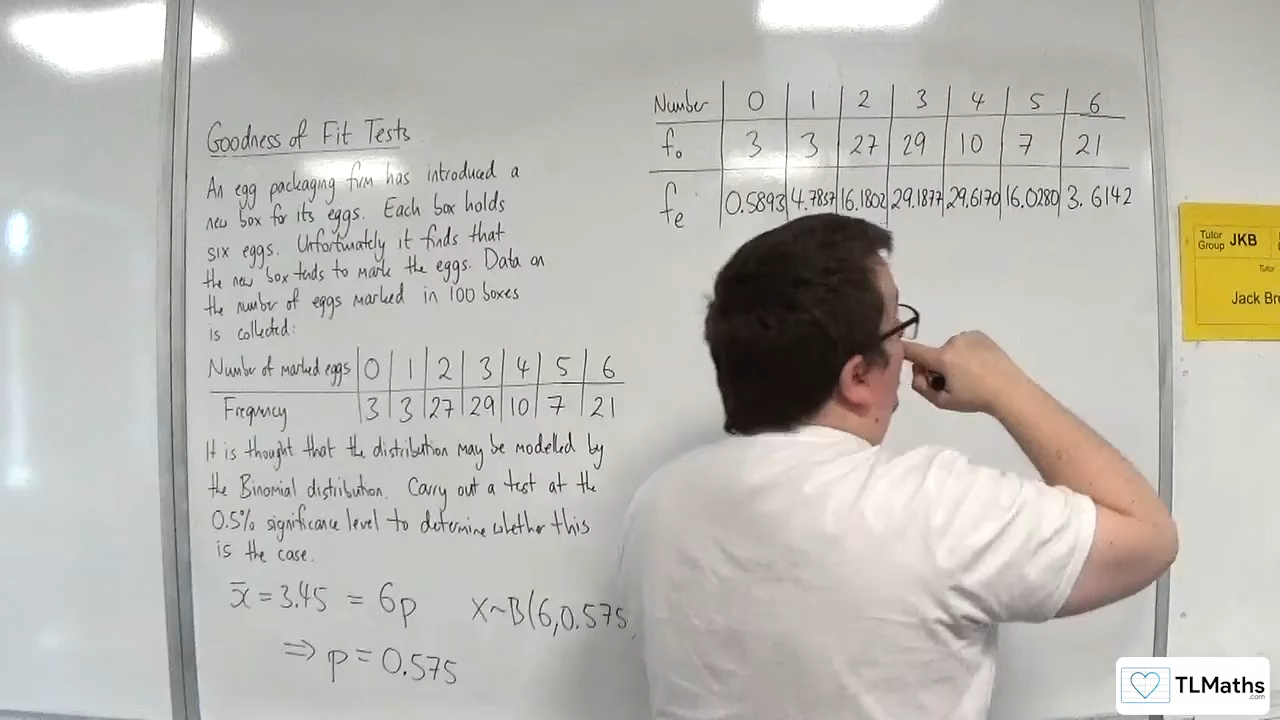 Goodness of Fit Tests
An egg packaging firm has introduced a
new box for its eggs. Each box holds
six eggs. Unfortunately it finds that
the new box tends to mark the eggs. Data on
the number of eggs marked in 100 boxes
is collected:
Number of marked eggs 0 1 2 3 4 5 6
Frequency 3 3 27 29 10 7 21
It is thought that the distribution may be modelled by
the Binomial distribution. Carry out a test at the
0.5% significance level to determine whether this
is the case.
x̄ = 3.45 = 6p X~B(6,0.575
⇒ p = 0.575
Number 0 1 2 3 4 5 6
fo 3 3 27 29 10 7 21
fe 0.5893 4.7837 16.1802 29.1877 29.6170 16.0280 3.6142
Tutor
Group JKB
Tutor
Jack Bro
TLMaths
.com